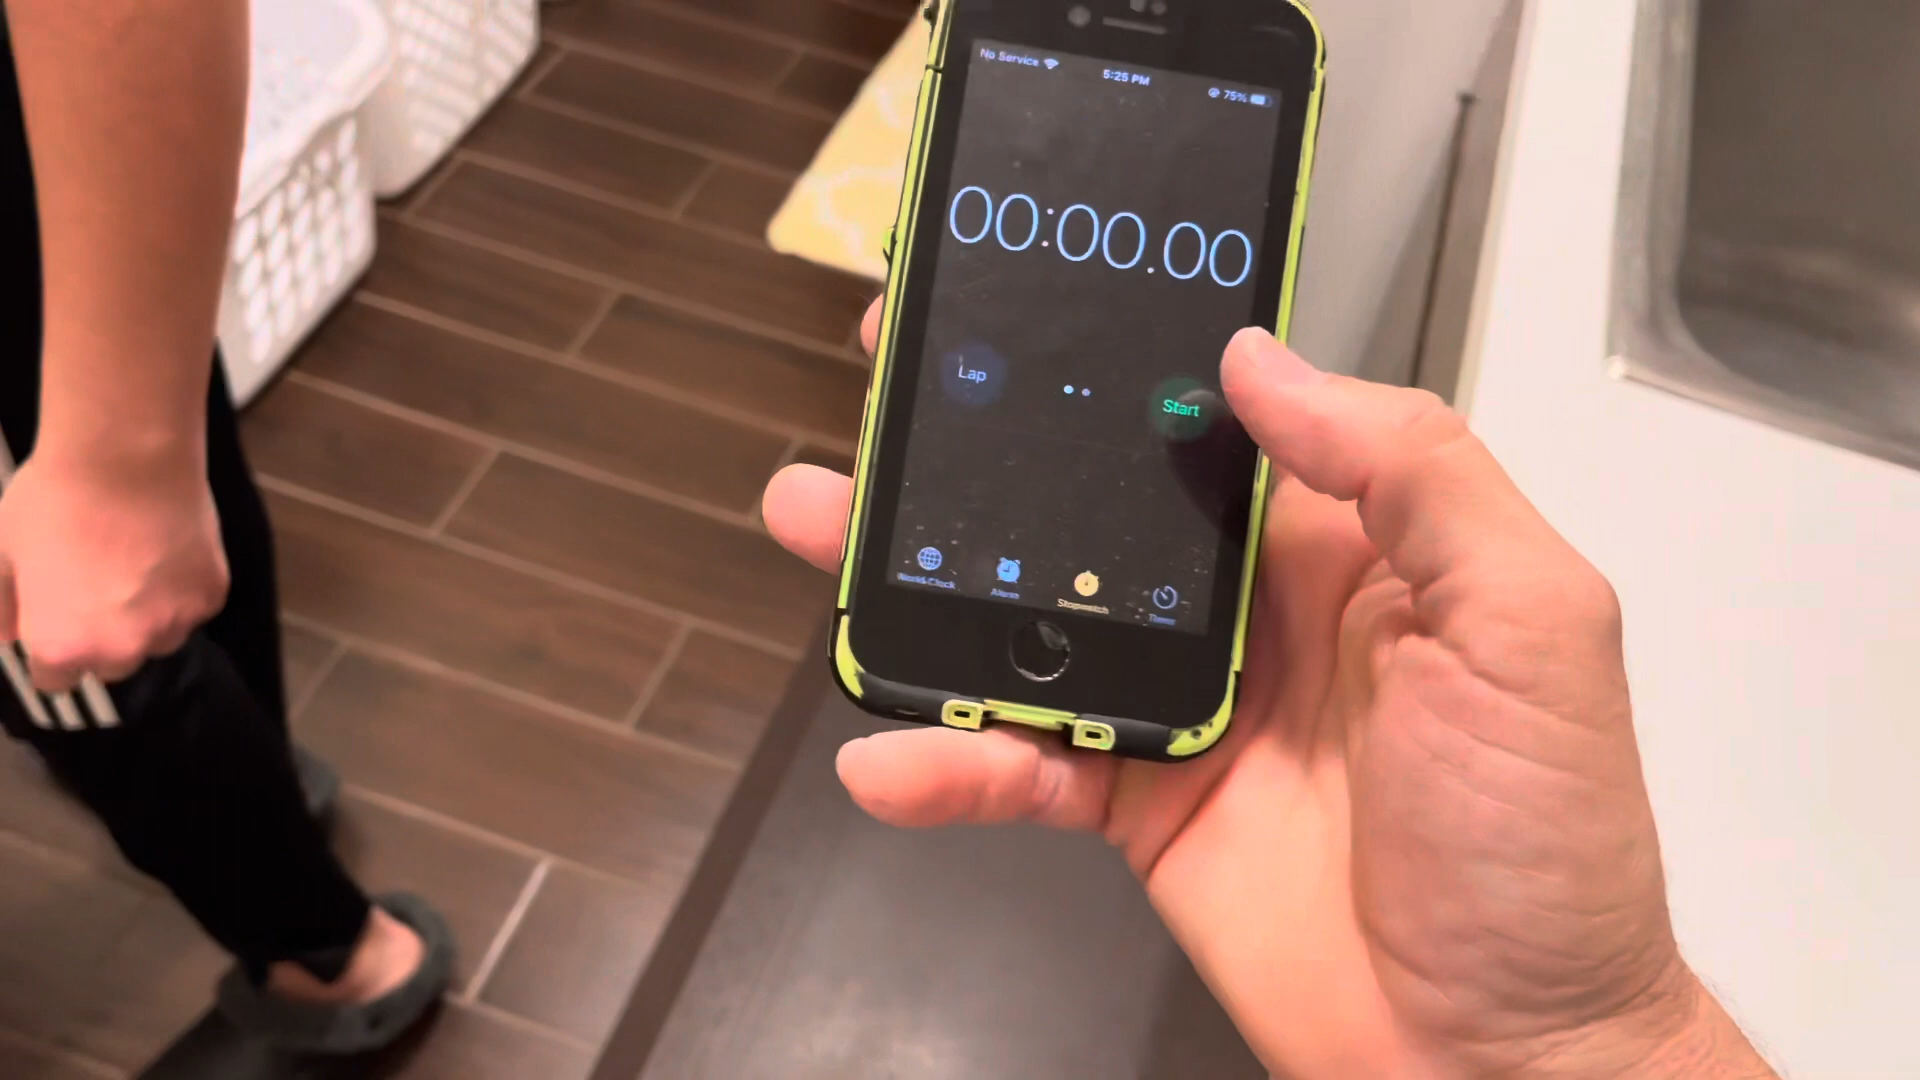 No Service 5:25 PM 75%
00:00.00
Lap Start
World Clock Alarm Stopwatch Timer